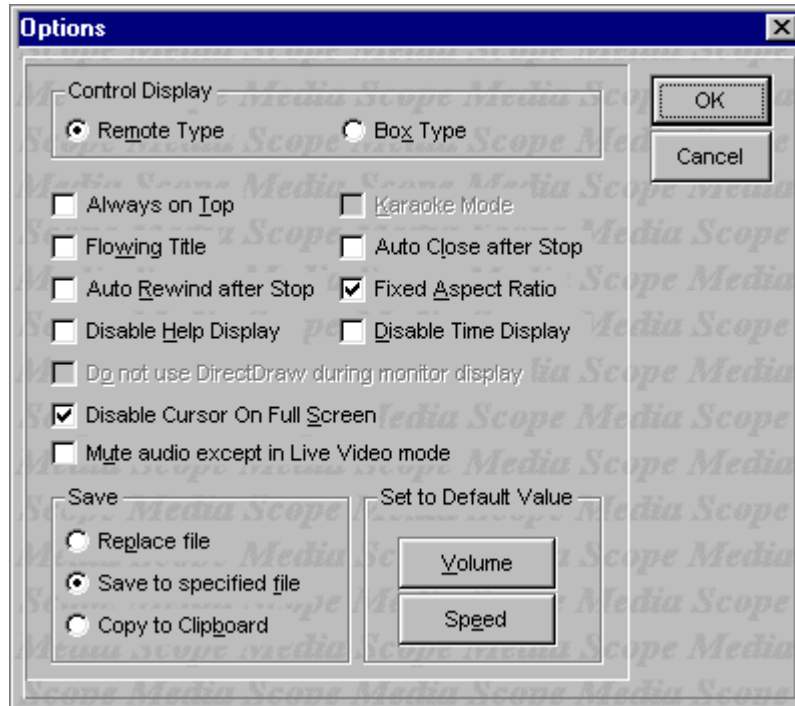 Options
Control Display
Remote Type Box Type
OK
Cancel
Always on Top Karaoke Mode
Flowing Title Auto Close after Stop
Auto Rewind after Stop Fixed Aspect Ratio
Disable Help Display Disable Time Display
Do not use DirectDraw during monitor display
Disable Cursor On Full Screen
Mute audio except in Live Video mode
Save Set to Default Value
Replace file Volume
Save to specified file
Copy to Clipboard Speed
Media Scope